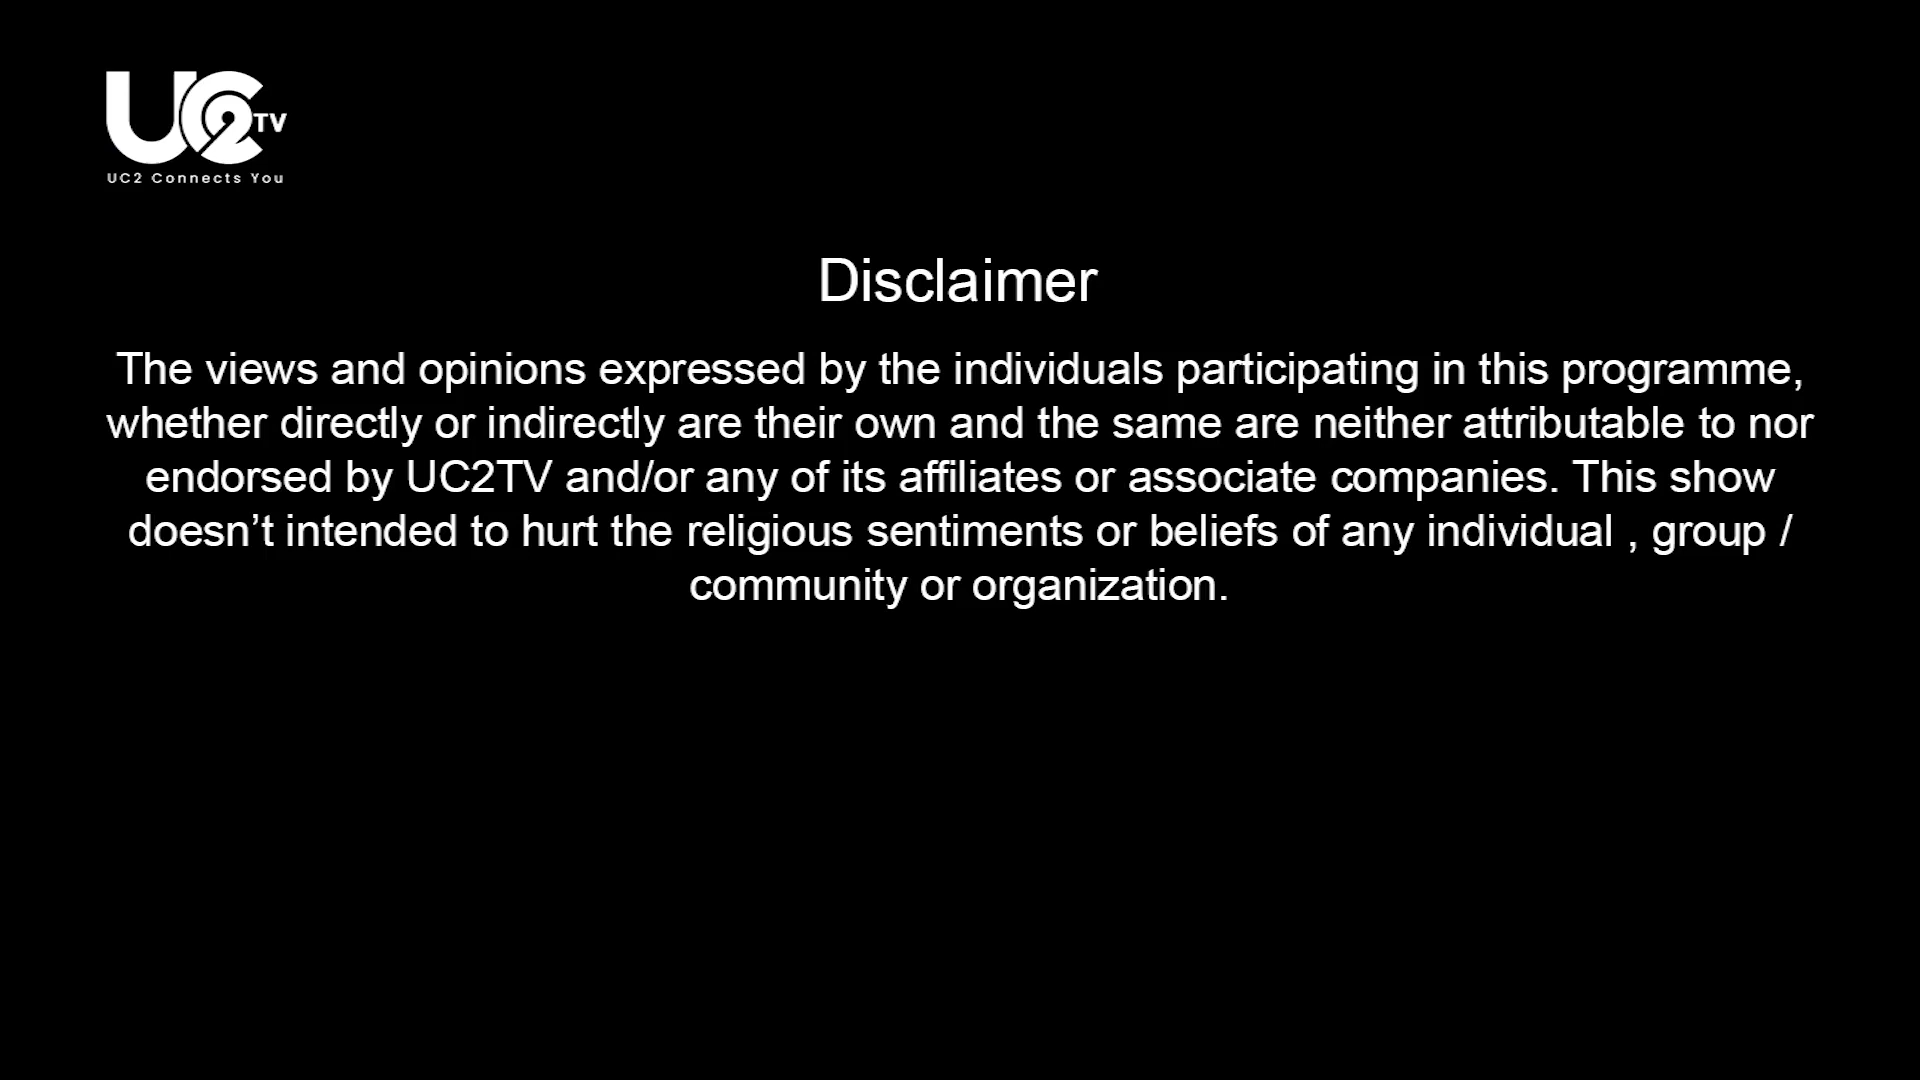 UC2TV
UC2 Connects You
Disclaimer
The views and opinions expressed by the individuals participating in this programme,
whether directly or indirectly are their own and the same are neither attributable to nor
endorsed by UC2TV and/or any of its affiliates or associate companies. This show
doesn’t intended to hurt the religious sentiments or beliefs of any individual , group /
community or organization.